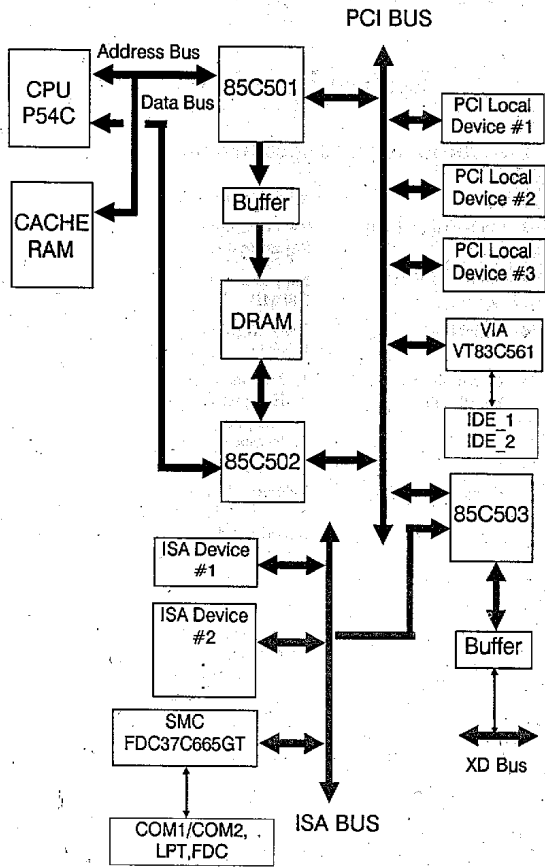 PCI BUS
Address Bus
CPU
P54C
85C501
Data Bus
PCI Local
Device #1
CACHE
RAM
Buffer
PCI Local
Device #2
PCI Local
Device #3
DRAM
VIA
VT83C561
IDE_1
IDE_2
85C502
85C503
ISA Device
#1
ISA Device
#2
.
Buffer
SMC
FDC37C665GT
XD Bus
COM1/COM2,
LPT,FDC
ISA BUS